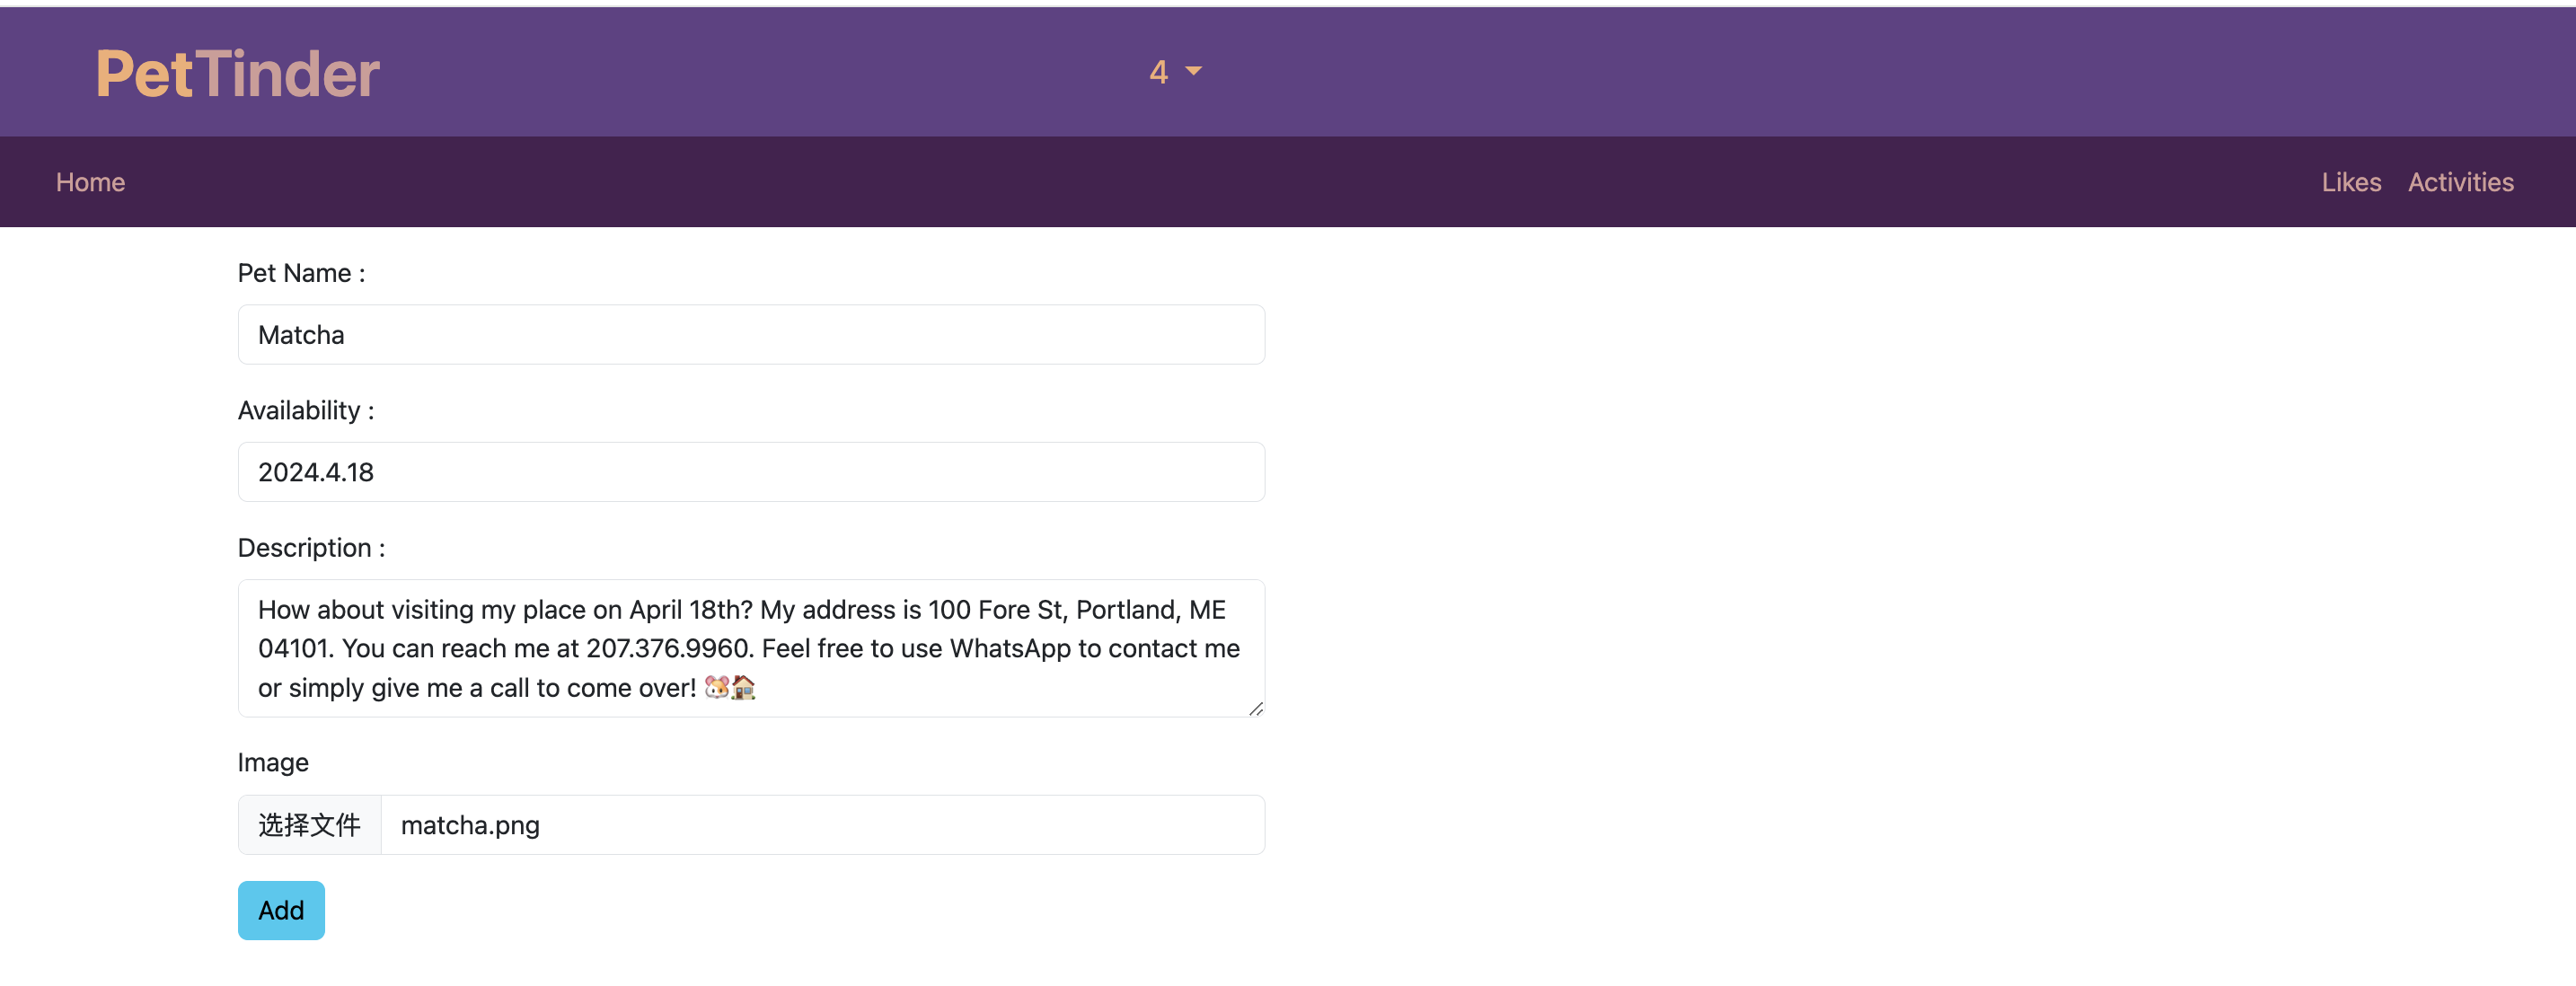 PetTinder
4
Home
Likes Activities
Pet Name :
Matcha
Availability :
2024.4.18
Description :
How about visiting my place on April 18th? My address is 100 Fore St, Portland, ME
04101. You can reach me at 207.376.9960. Feel free to use WhatsApp to contact me
or simply give me a call to come over! 🐹🏠
Image
选择文件 matcha.png
Add